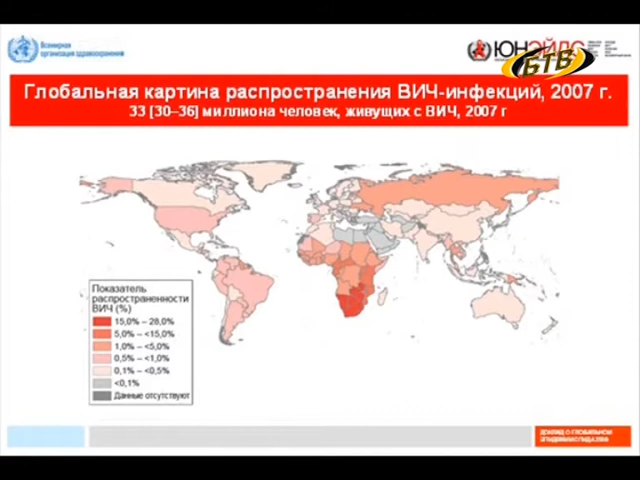 Всемирная
организация здравоохранения
ЮНЭЙДС
БТВ
Глобальная картина распространения ВИЧ-инфекций, 2007 г.
33 [30–36] миллиона человек, живущих с ВИЧ, 2007 г
Показатель
распространенности
ВИЧ (%)
15,0% – 28,0%
5,0% – <15,0%
1,0% – <5,0%
0,5% – <1,0%
0,1% – <0,5%
<0,1%
Данные отсутствуют
ДОКЛАД О ГЛОБАЛЬНОЙ